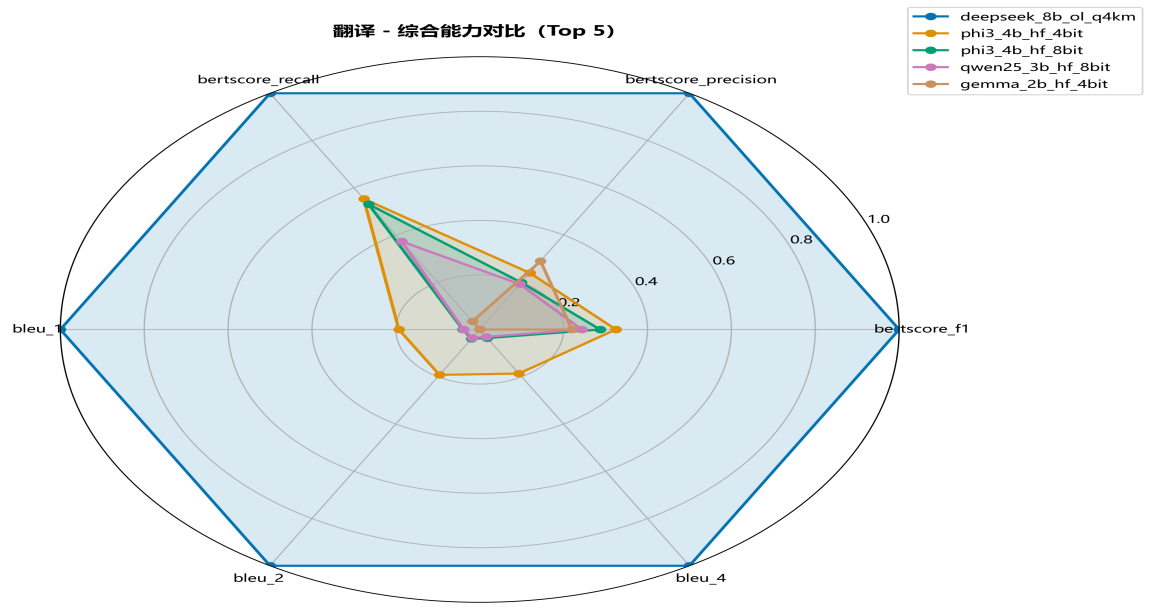 翻译 - 综合能力对比（Top 5）
deepseek_8b_ol_q4km
phi3_4b_hf_4bit
phi3_4b_hf_8bit
qwen25_3b_hf_8bit
gemma_2b_hf_4bit
bertscore_recall
bertscore_precision
1.0
0.8
0.6
0.4
0.2
bleu_1
bertscore_f1
bleu_2
bleu_4